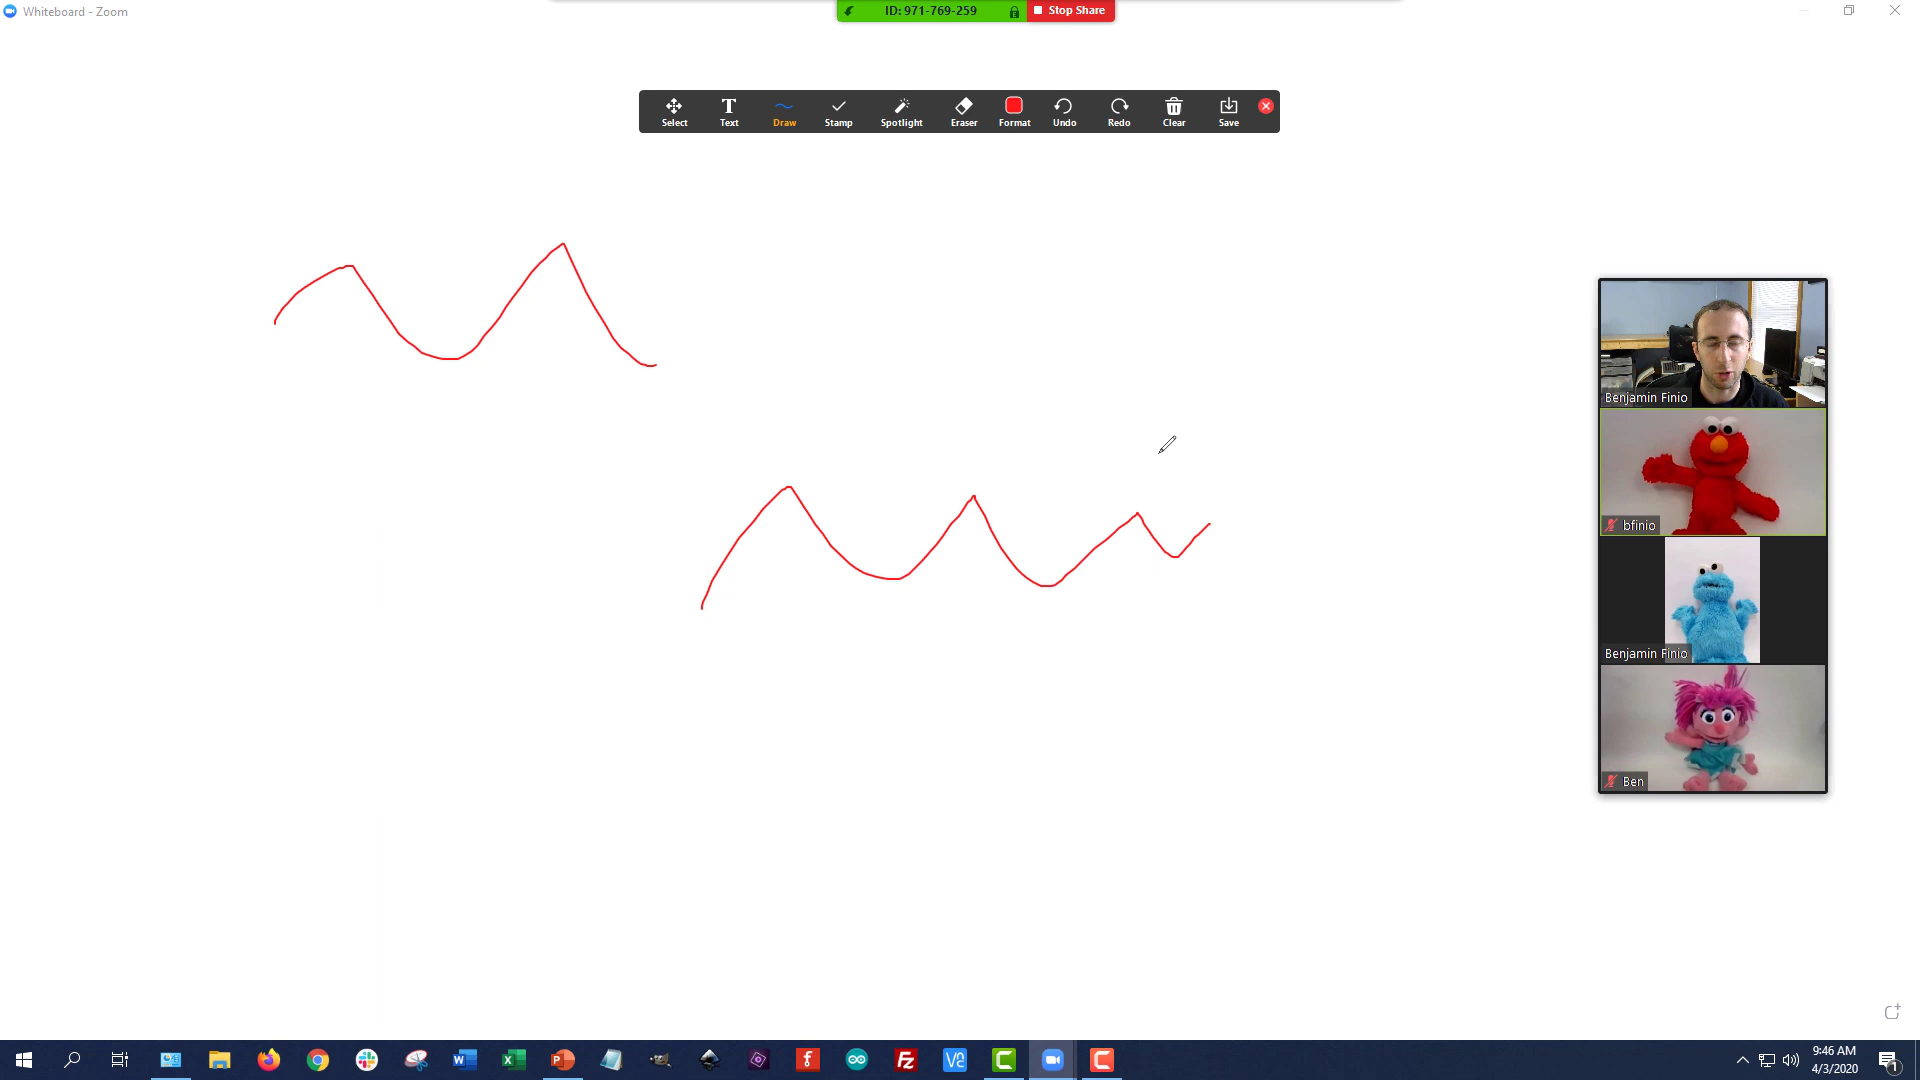 Whiteboard - Zoom
ID: 971-769-259
Stop Share
Select
Text
Draw
Stamp
Spotlight
Eraser
Format
Undo
Redo
Clear
Save
Benjamin Finio
bfinio
Benjamin Finio
Ben
9:46 AM
4/3/2020
1